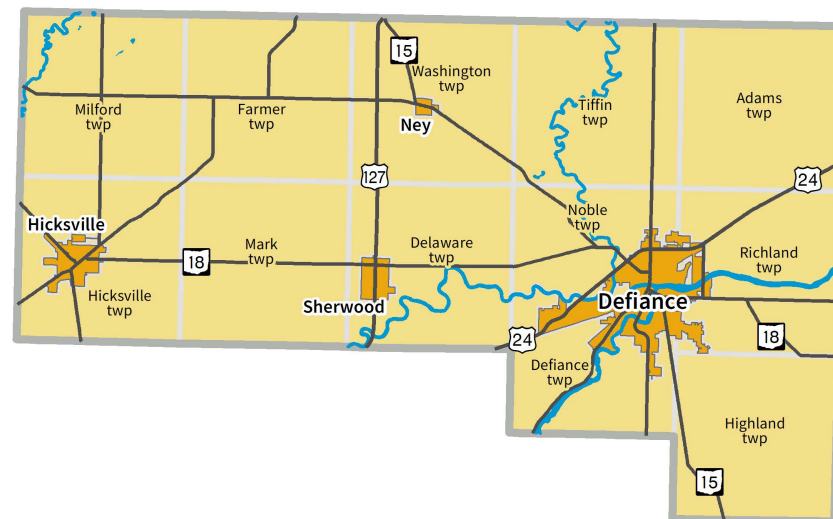 15
Washington
twp
Milford
twp
Farmer
twp
Ney
Tiffin
twp
Adams
twp
127
24
Hicksville
Noble
twp
Mark
twp
Delaware
twp
Richland
twp
18
Hicksville
twp
Sherwood
Defiance
24
18
Defiance
twp
Highland
twp
15